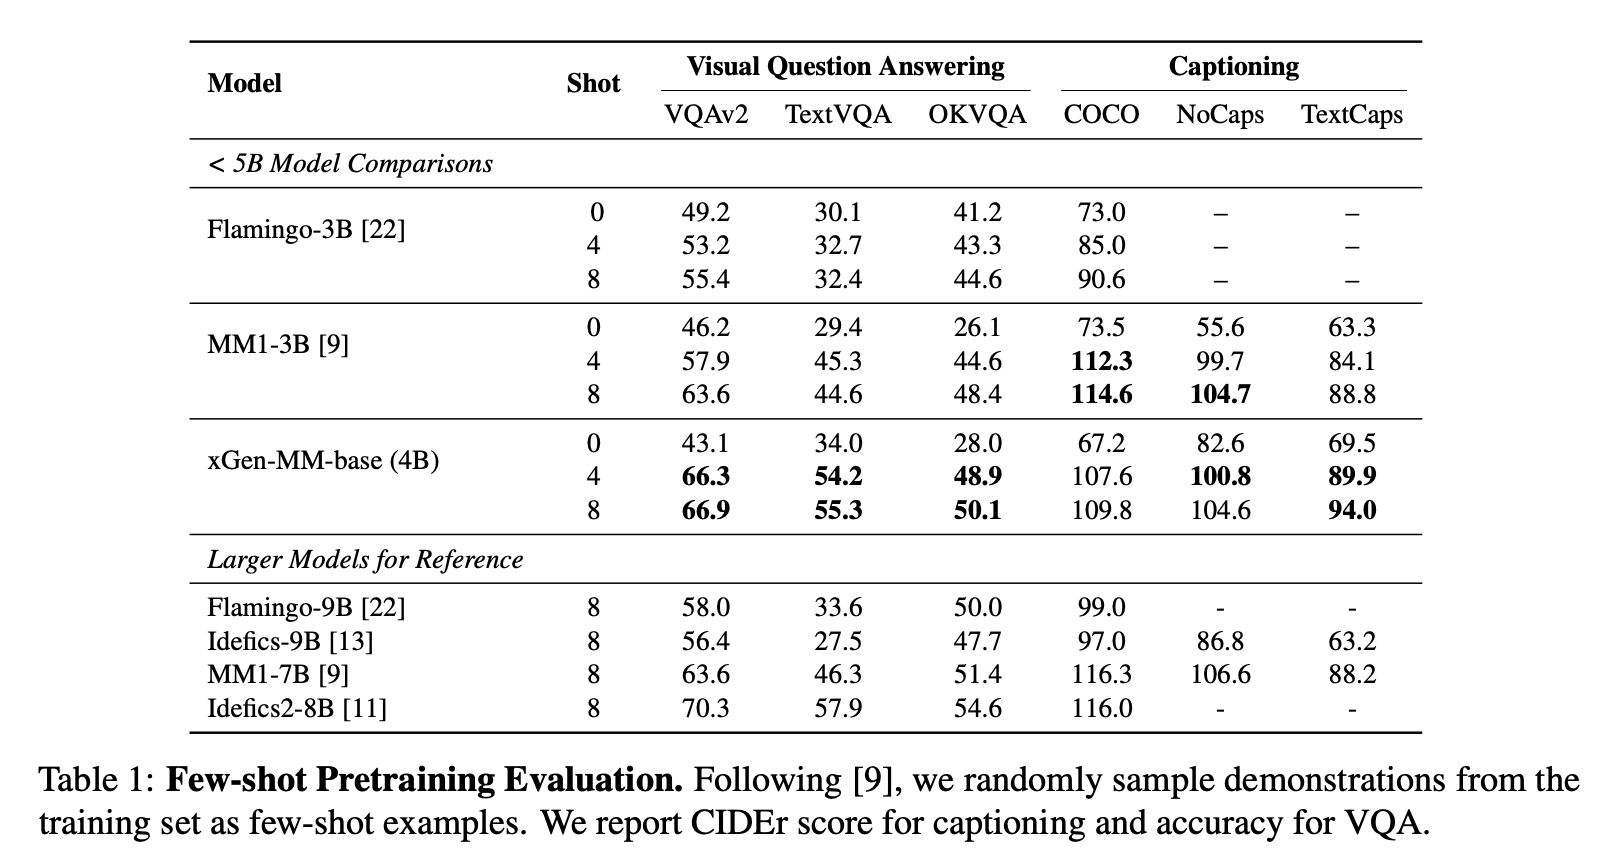 Model Shot Visual Question Answering Captioning
VQAv2 TextVQA OKVQA COCO NoCaps TextCaps
< 5B Model Comparisons
Flamingo-3B [22]
0 49.2 30.1 41.2 73.0 – –
4 53.2 32.7 43.3 85.0 – –
8 55.4 32.4 44.6 90.6 – –
MM1-3B [9]
0 46.2 29.4 26.1 73.5 55.6 63.3
4 57.9 45.3 44.6 112.3 99.7 84.1
8 63.6 44.6 48.4 114.6 104.7 88.8
xGen-MM-base (4B)
0 43.1 34.0 28.0 67.2 82.6 69.5
4 66.3 54.2 48.9 107.6 100.8 89.9
8 66.9 55.3 50.1 109.8 104.6 94.0
Larger Models for Reference
Flamingo-9B [22] 8 58.0 33.6 50.0 99.0 - -
Idefics-9B [13] 8 56.4 27.5 47.7 97.0 86.8 63.2
MM1-7B [9] 8 63.6 46.3 51.4 116.3 106.6 88.2
Idefics2-8B [11] 8 70.3 57.9 54.6 116.0 - -
Table 1: Few-shot Pretraining Evaluation. Following [9], we randomly sample demonstrations from the
training set as few-shot examples. We report CIDEr score for captioning and accuracy for VQA.